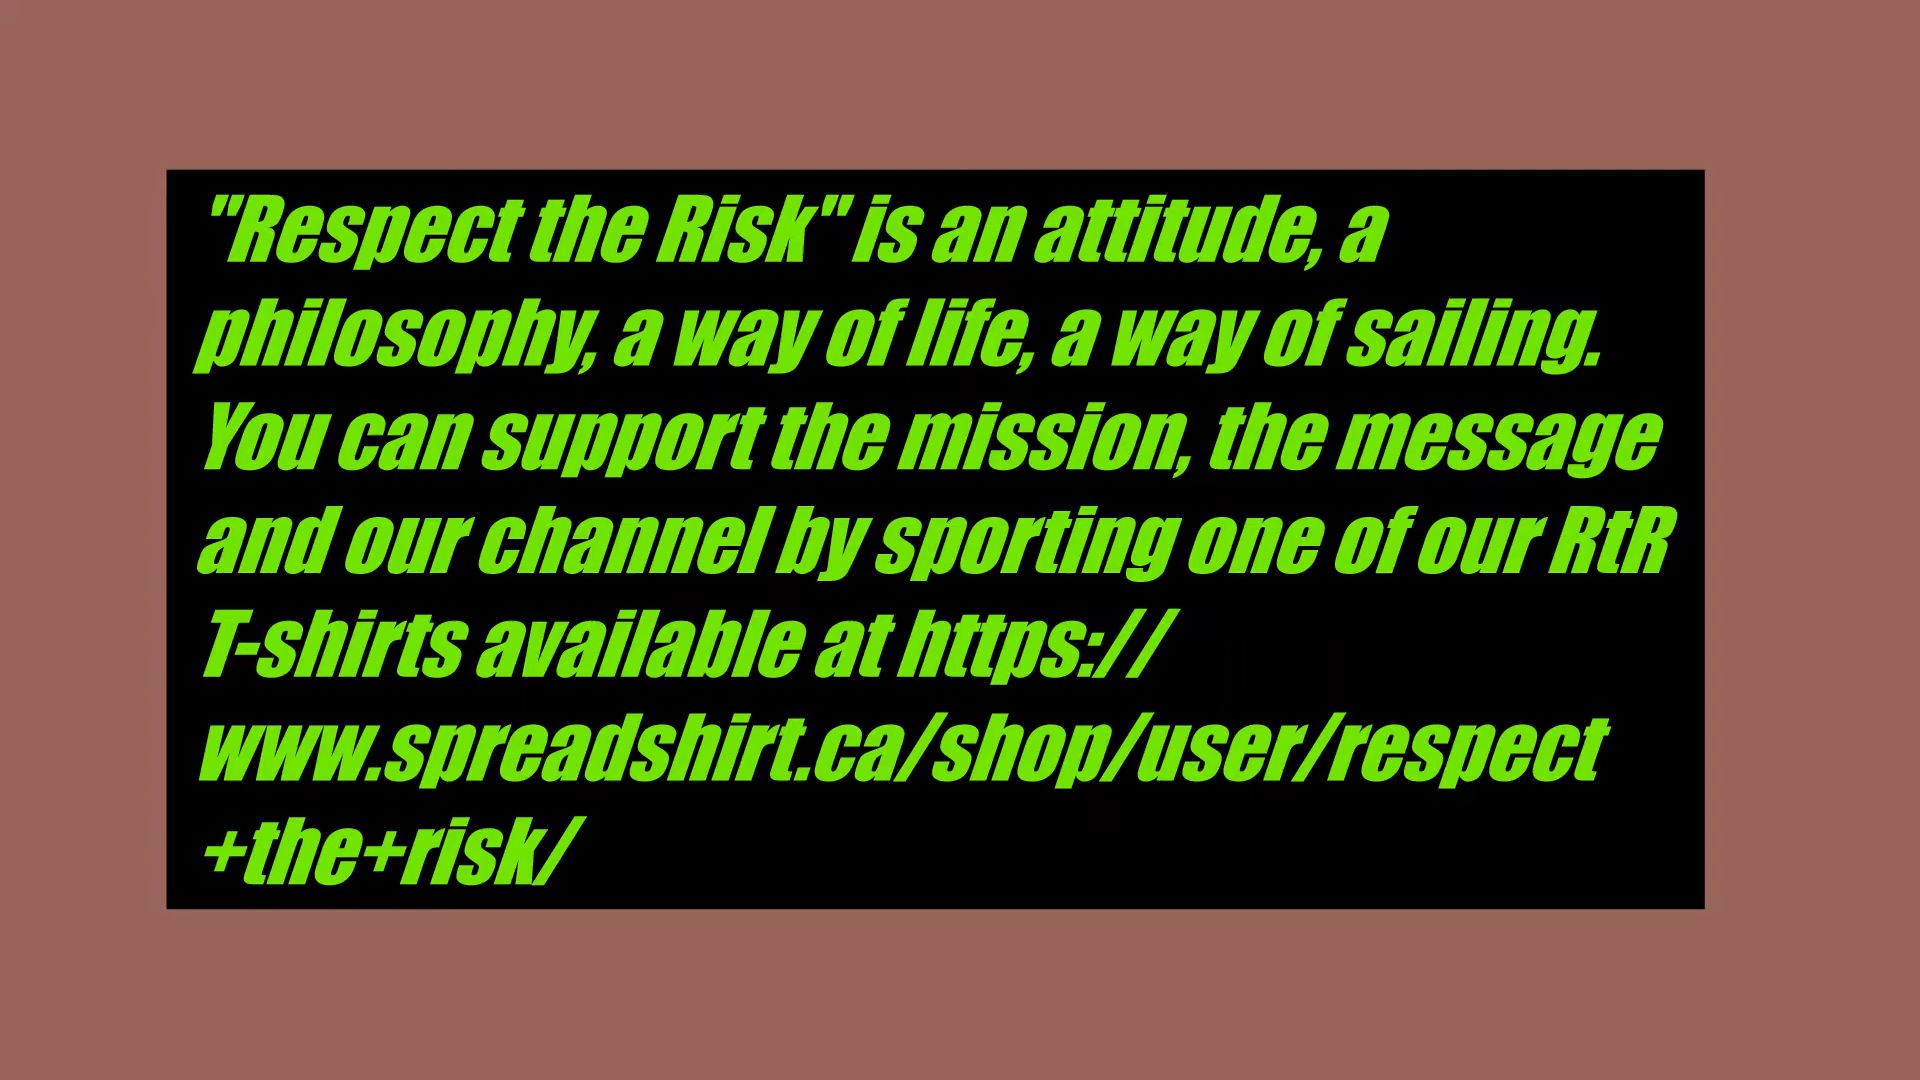 "Respect the Risk" is an attitude, a
philosophy, a way of life, a way of sailing.
You can support the mission, the message
and our channel by sporting one of our RtR
T-shirts available at https://
www.spreadshirt.ca/shop/user/respect
+the+risk/